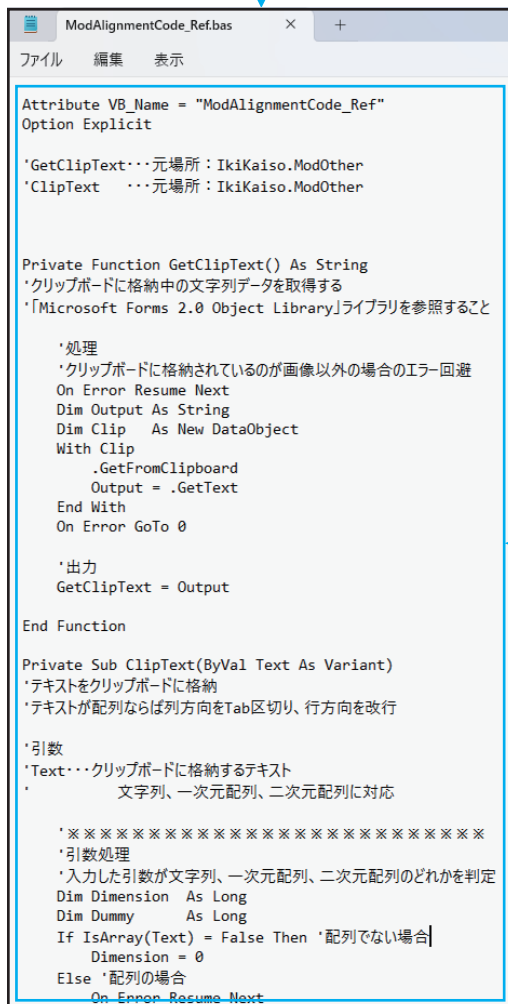 ModAlignmentCode_Ref.bas × +
ファイル 編集 表示
Attribute VB_Name = "ModAlignmentCode_Ref"
Option Explicit
'GetClipText・・・元場所：IkiKaiso.ModOther
'ClipText   ・・・元場所：IkiKaiso.ModOther
Private Function GetClipText() As String
'クリップボードに格納中の文字列データを取得する
'「Microsoft Forms 2.0 Object Library」ライブラリを参照すること
    '処理
    'クリップボードに格納されているのが画像以外の場合のエラー回避
    On Error Resume Next
    Dim Output As String
    Dim Clip   As New DataObject
    With Clip
        .GetFromClipboard
        Output = .GetText
    End With
    On Error GoTo 0
    '出力
    GetClipText = Output
End Function
Private Sub ClipText(ByVal Text As Variant)
'テキストをクリップボードに格納
'テキストが配列ならば列方向をTab区切り、行方向を改行
'引数
'Text・・・クリップボードに格納するテキスト
'          文字列、一次元配列、二次元配列に対応
    '※※※※※※※※※※※※※※※※※※※※※※※※※※
    '引数処理
    '入力した引数が文字列、一次元配列、二次元配列のどれかを判定
    Dim Dimension  As Long
    Dim Dummy      As Long
    If IsArray(Text) = False Then '配列でない場合
        Dimension = 0
    Else '配列の場合
        On Error Resume Next